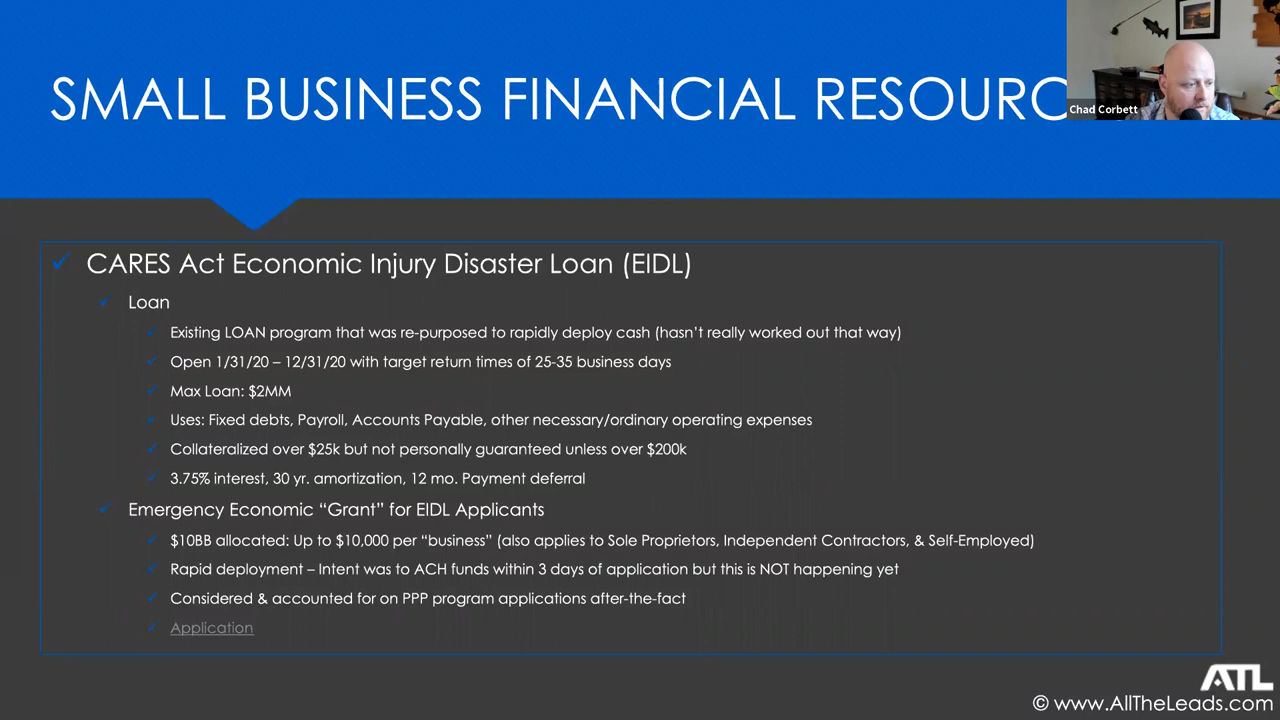 SMALL BUSINESS FINANCIAL RESOURC
Chad Corbett
CARES Act Economic Injury Disaster Loan (EIDL)
Loan
Existing LOAN program that was re-purposed to rapidly deploy cash (hasn't really worked out that way)
Open 1/31/20 – 12/31/20 with target return times of 25-35 business days
Max Loan: $2MM
Uses: Fixed debts, Payroll, Accounts Payable, other necessary/ordinary operating expenses
Collateralized over $25k but not personally guaranteed unless over $200k
3.75% interest, 30 yr. amortization, 12 mo. Payment deferral
Emergency Economic “Grant” for EIDL Applicants
$10BB allocated: Up to $10,000 per “business” (also applies to Sole Proprietors, Independent Contractors, & Self-Employed)
Rapid deployment – Intent was to ACH funds within 3 days of application but this is NOT happening yet
Considered & accounted for on PPP program applications after-the-fact
Application
ATL
© www.AllTheLeads.com